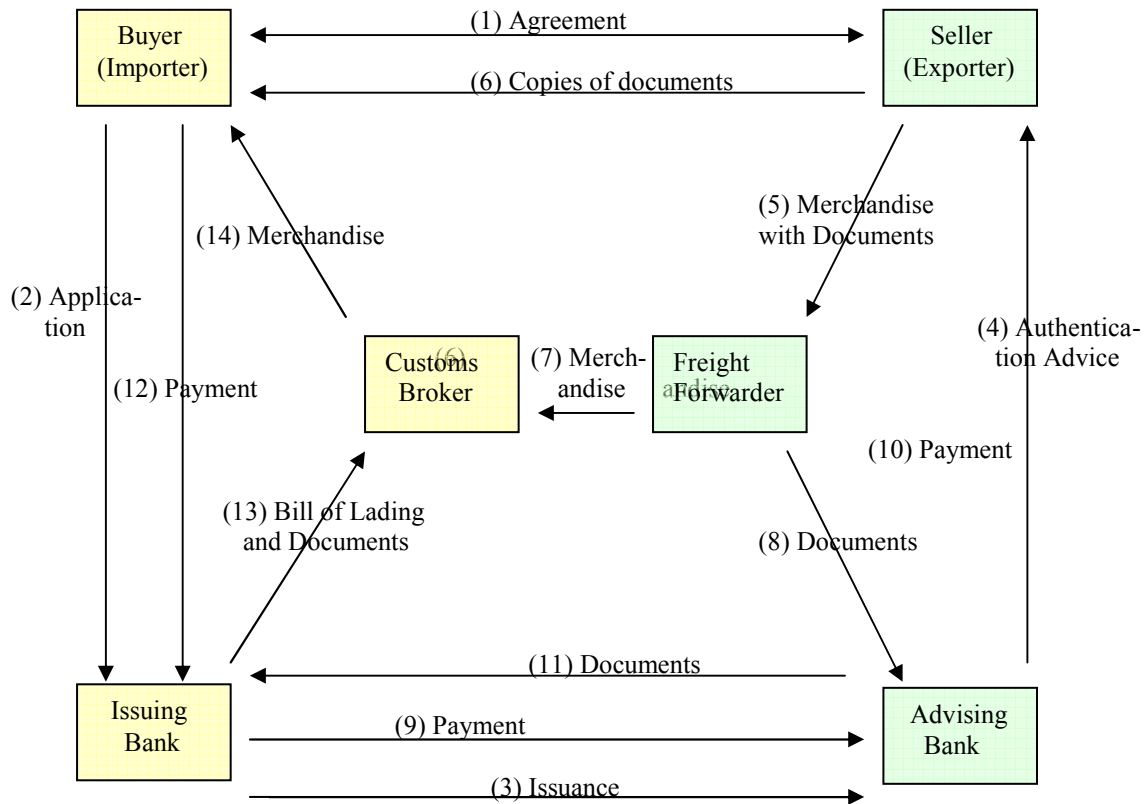 Buyer
(Importer)
(1) Agreement
Seller
(Exporter)
(6) Copies of documents
(5) Merchandise
with Documents
(14) Merchandise
(2) Applica-
tion
(4) Authentica-
tion Advice
(12) Payment
Customs
Broker
(6)
(7) Merch-
andise
Freight
Forwarder
andise
(10) Payment
(13) Bill of Lading
and Documents
(8) Documents
(11) Documents
Issuing
Bank
(9) Payment
Advising
Bank
(3) Issuance